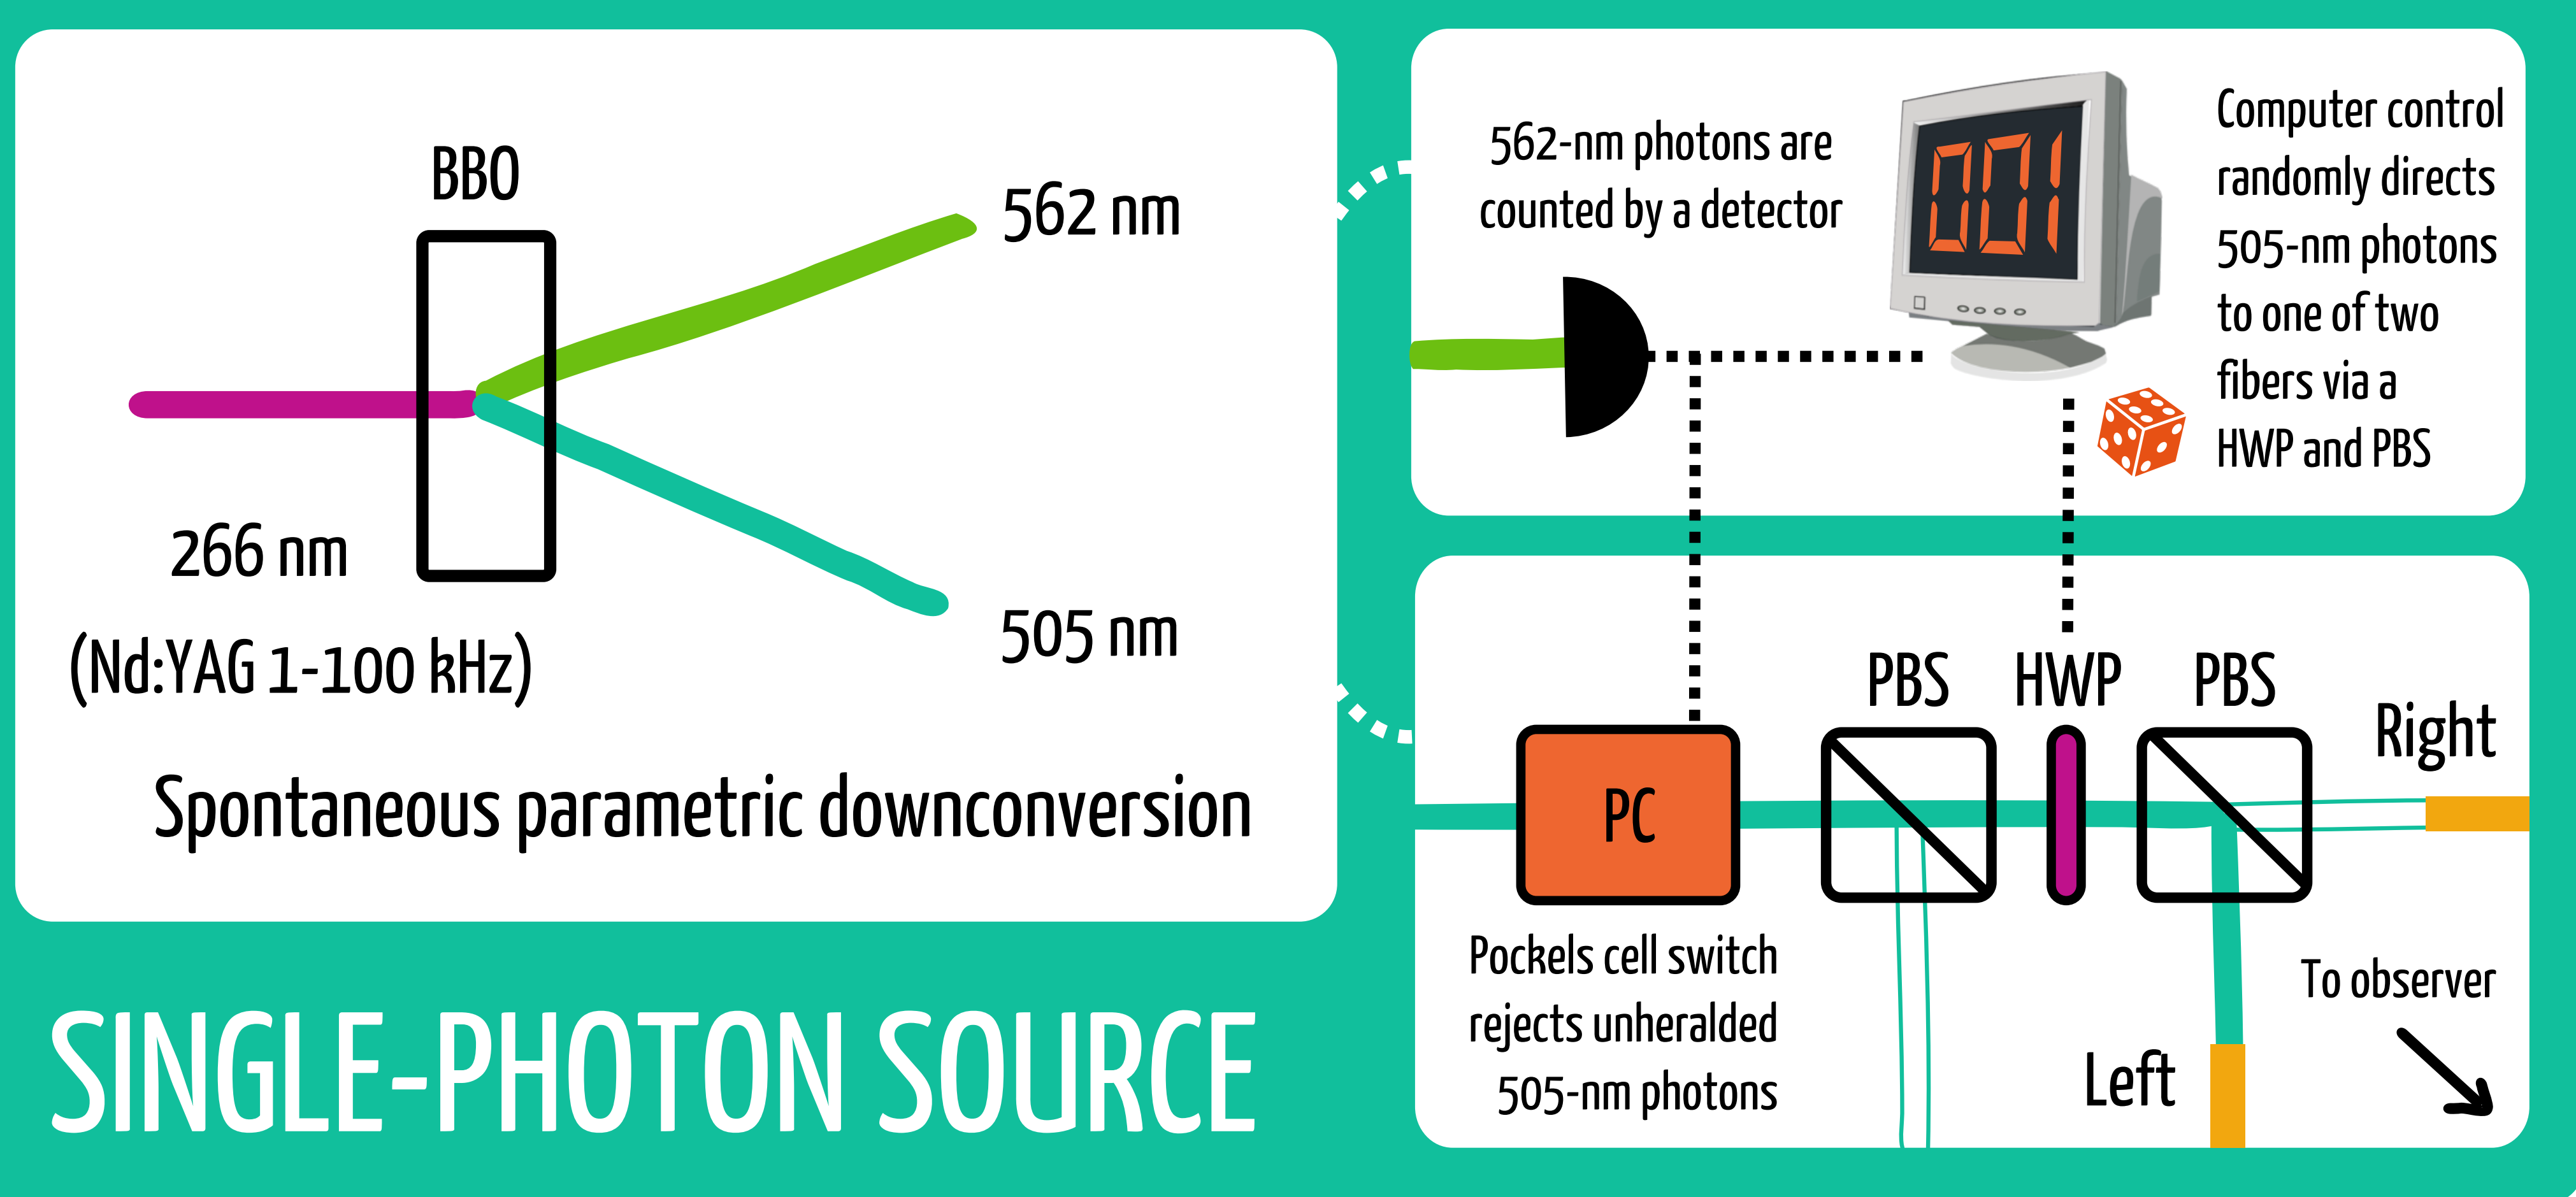 BBO
562 nm
266 nm
(Nd:YAG 1-100 kHz)
505 nm
Spontaneous parametric downconversion
SINGLE-PHOTON SOURCE
562-nm photons are
counted by a detector
001
Computer control
randomly directs
505-nm photons
to one of two
fibers via a
HWP and PBS
PBS
HWP
PBS
Right
PC
Pockels cell switch
rejects unheralded
505-nm photons
Left
To observer